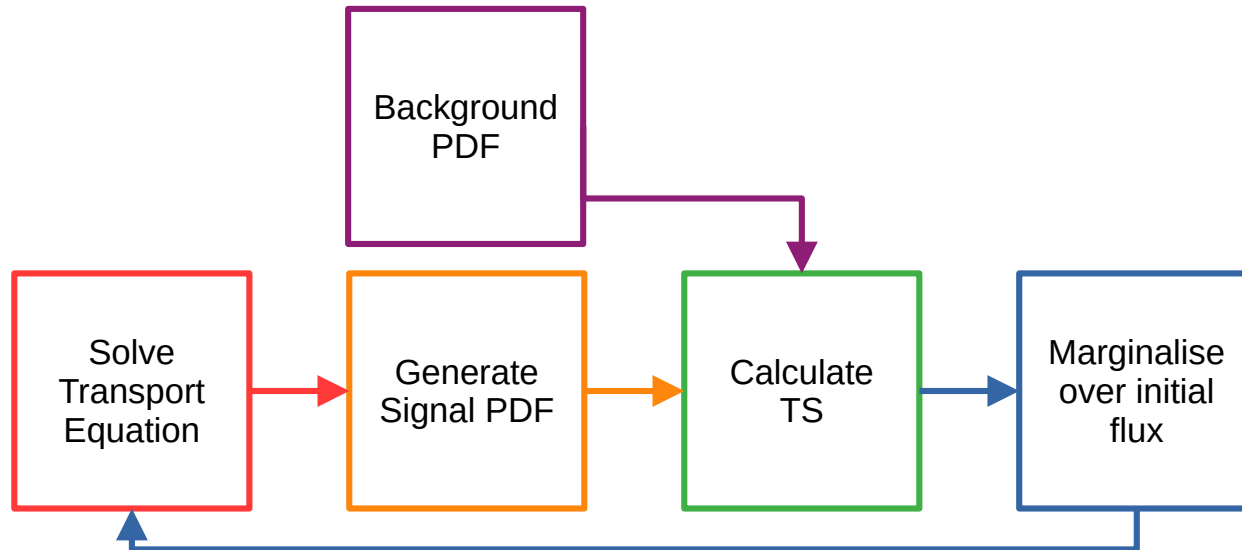 Background
PDF
Solve
Transport
Equation
Generate
Signal PDF
Calculate
TS
Marginalise
over initial
flux